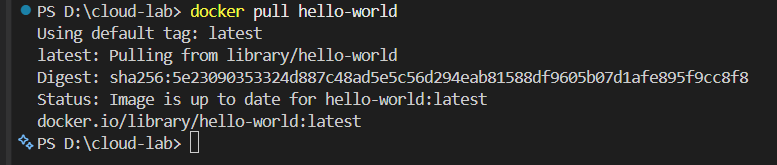 PS D:\cloud-lab> docker pull hello-world
Using default tag: latest
latest: Pulling from library/hello-world
Digest: sha256:5e23090353324d887c48ad5e5c56d294eab81588df9605b07d1afe895f9cc8f8
Status: Image is up to date for hello-world:latest
docker.io/library/hello-world:latest
PS D:\cloud-lab>